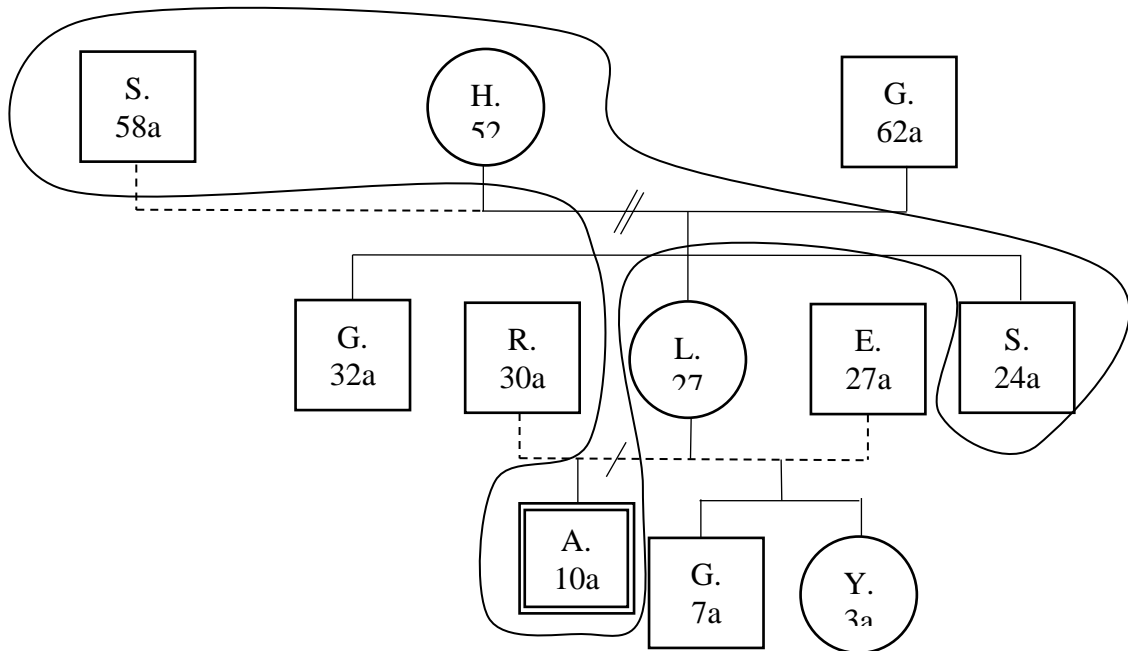 S.
58a
H.
52
G.
62a
G.
32a
R.
30a
L.
27
E.
27a
S.
24a
A.
10a
G.
7a
Y.
3a